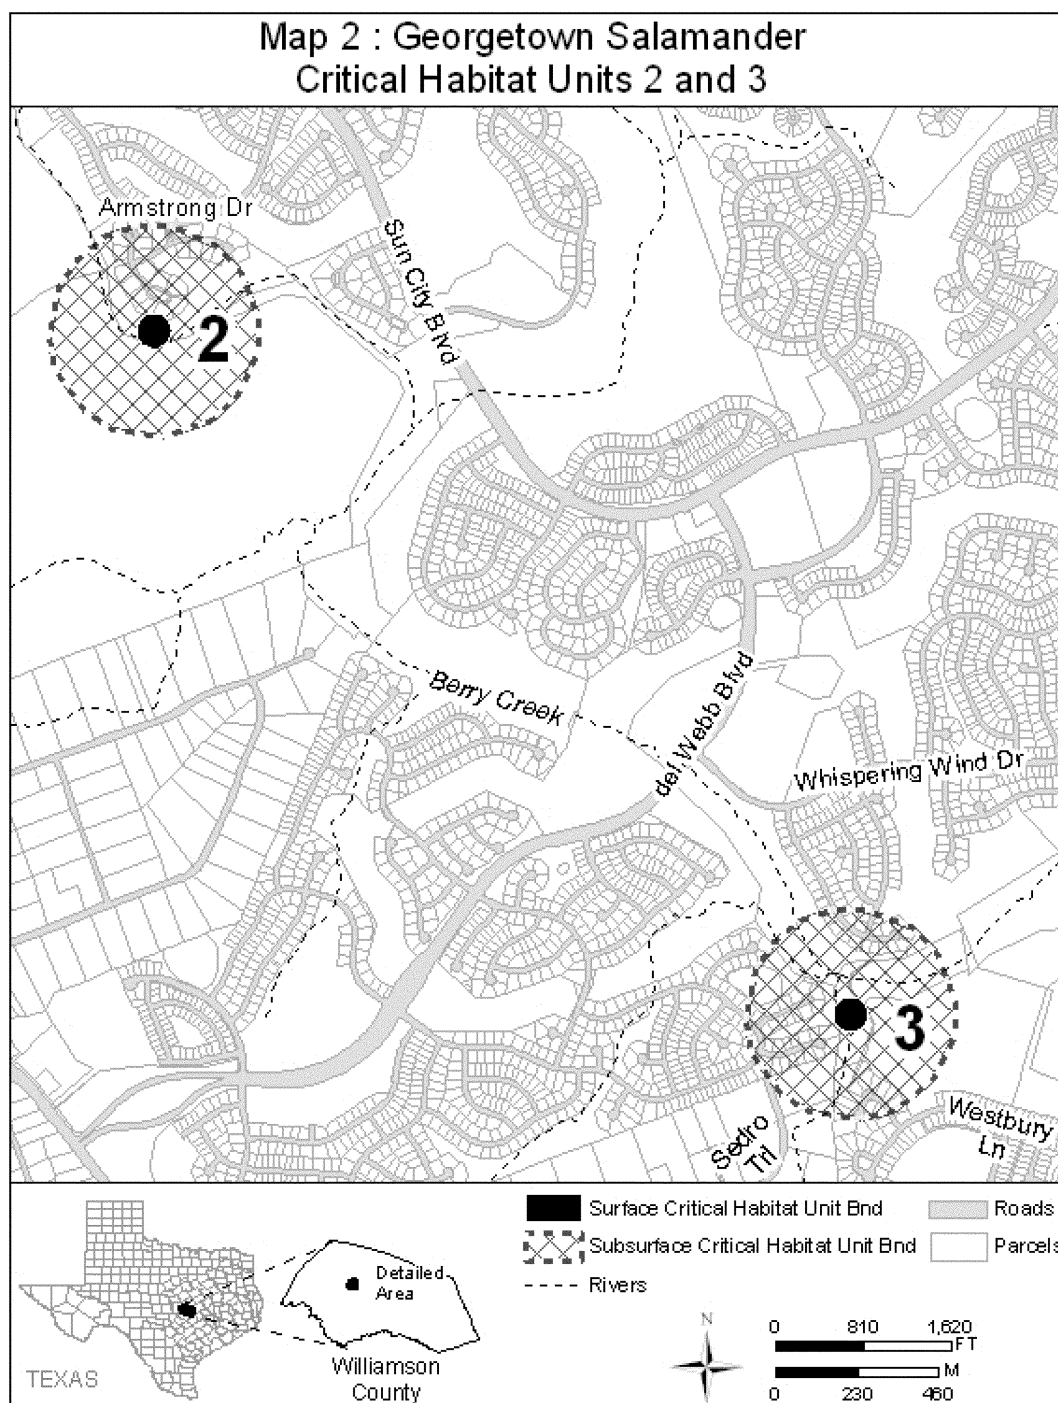 Map 2 : Georgetown Salamander
Critical Habitat Units 2 and 3
Armstrong Dr
Sun City Blvd
2
Berry Creek
del Webb Blvd
Whispering Wind Dr
3
Sedro
Trl
Westbury
Ln
Surface Critical Habitat Unit Bnd
Subsurface Critical Habitat Unit Bnd
Rivers
Roads
Parcels
Detailed
Area
Williamson
County
TEXAS
N
0 810 1,620
FT
M
0 230 460